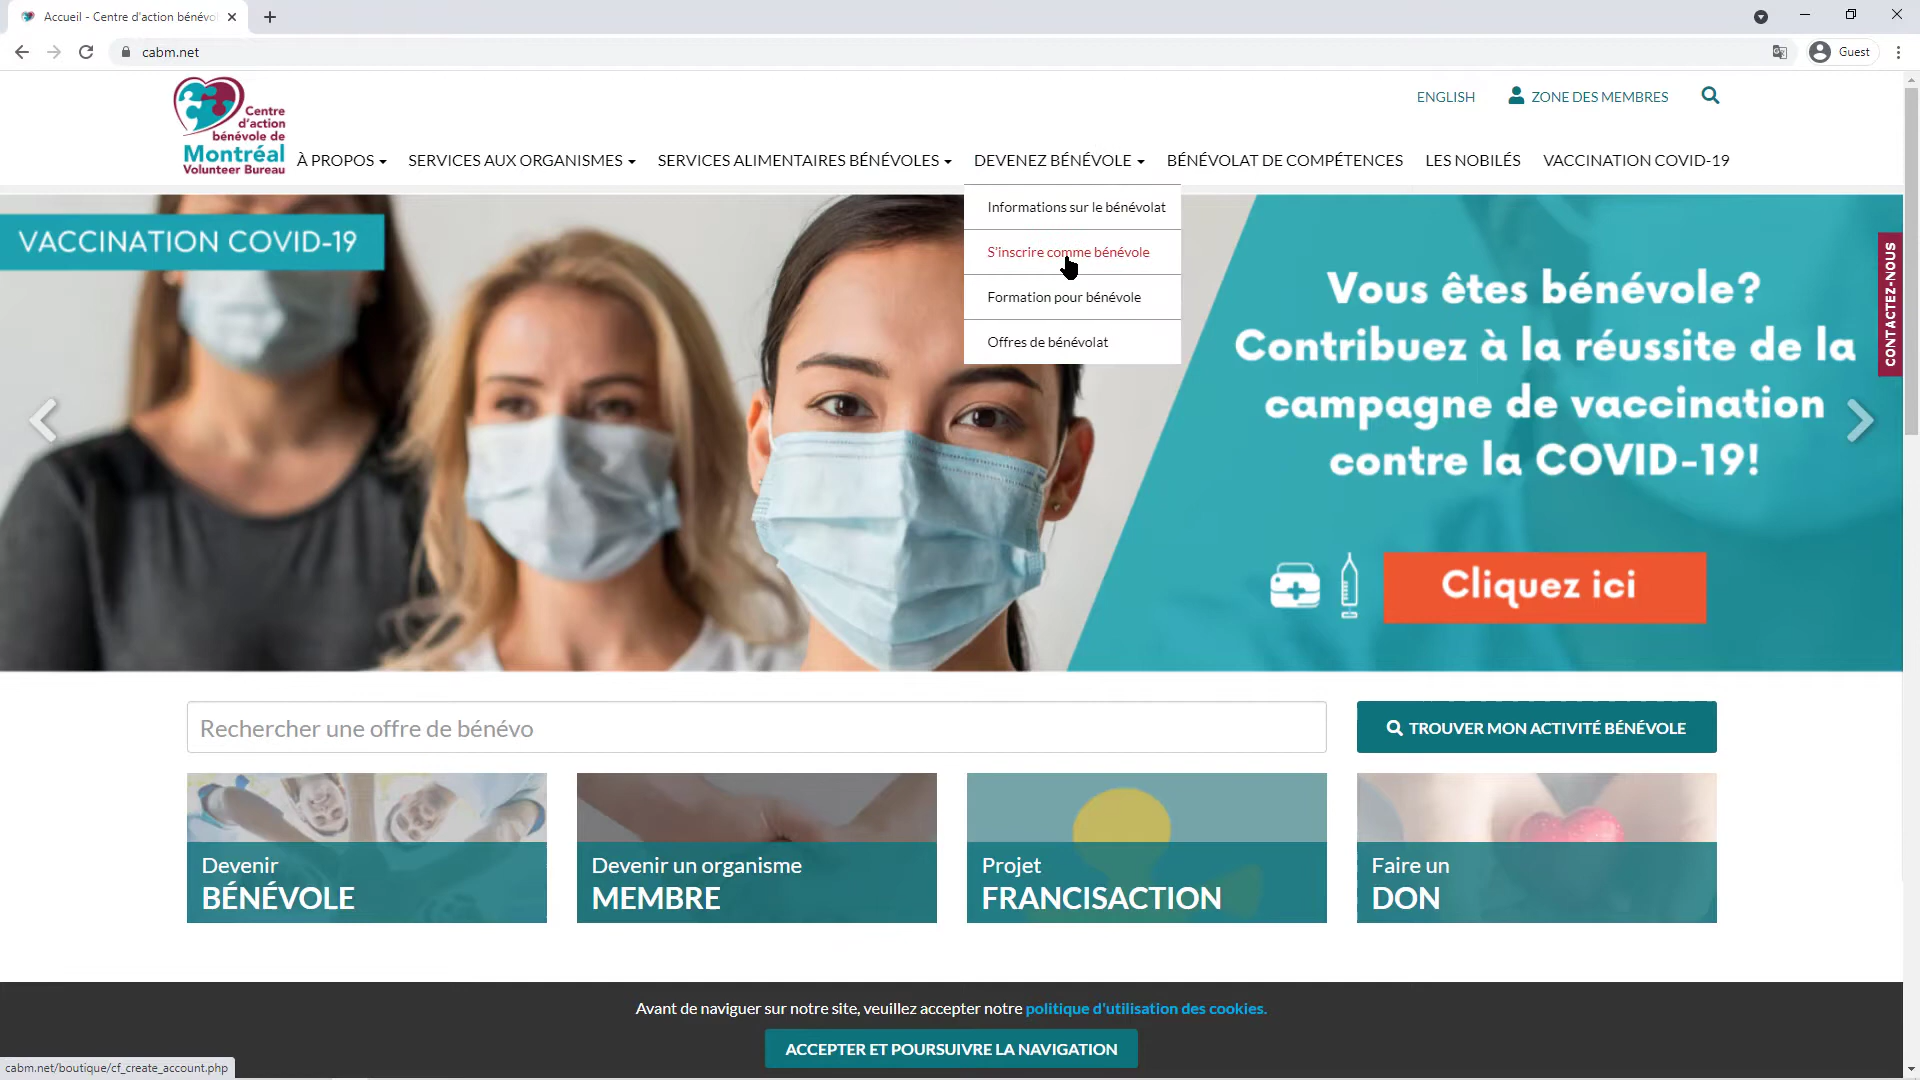 Accueil - Centre d'action bénévol
cabm.net
Guest
Centre
d'action
bénévole de
Montréal
Volunteer Bureau
ENGLISH
ZONE DES MEMBRES
À PROPOS
SERVICES AUX ORGANISMES
SERVICES ALIMENTAIRES BÉNÉVOLES
DEVENEZ BÉNÉVOLE
BÉNÉVOLAT DE COMPÉTENCES
LES NOBILÉS
VACCINATION COVID-19
Informations sur le bénévolat
S'inscrire comme bénévole
Formation pour bénévole
Offres de bénévolat
VACCINATION COVID-19
Vous êtes bénévole?
Contribuez à la réussite de la
campagne de vaccination
contre la COVID-19!
Cliquez ici
CONTACTEZ-NOUS
Rechercher une offre de bénévo
TROUVER MON ACTIVITÉ BÉNÉVOLE
Devenir
BÉNÉVOLE
Devenir un organisme
MEMBRE
Projet
FRANCISACTION
Faire un
DON
Avant de naviguer sur notre site, veuillez accepter notre politique d'utilisation des cookies.
ACCEPTER ET POURSUIVRE LA NAVIGATION
cabm.net/boutique/cf_create_account.php